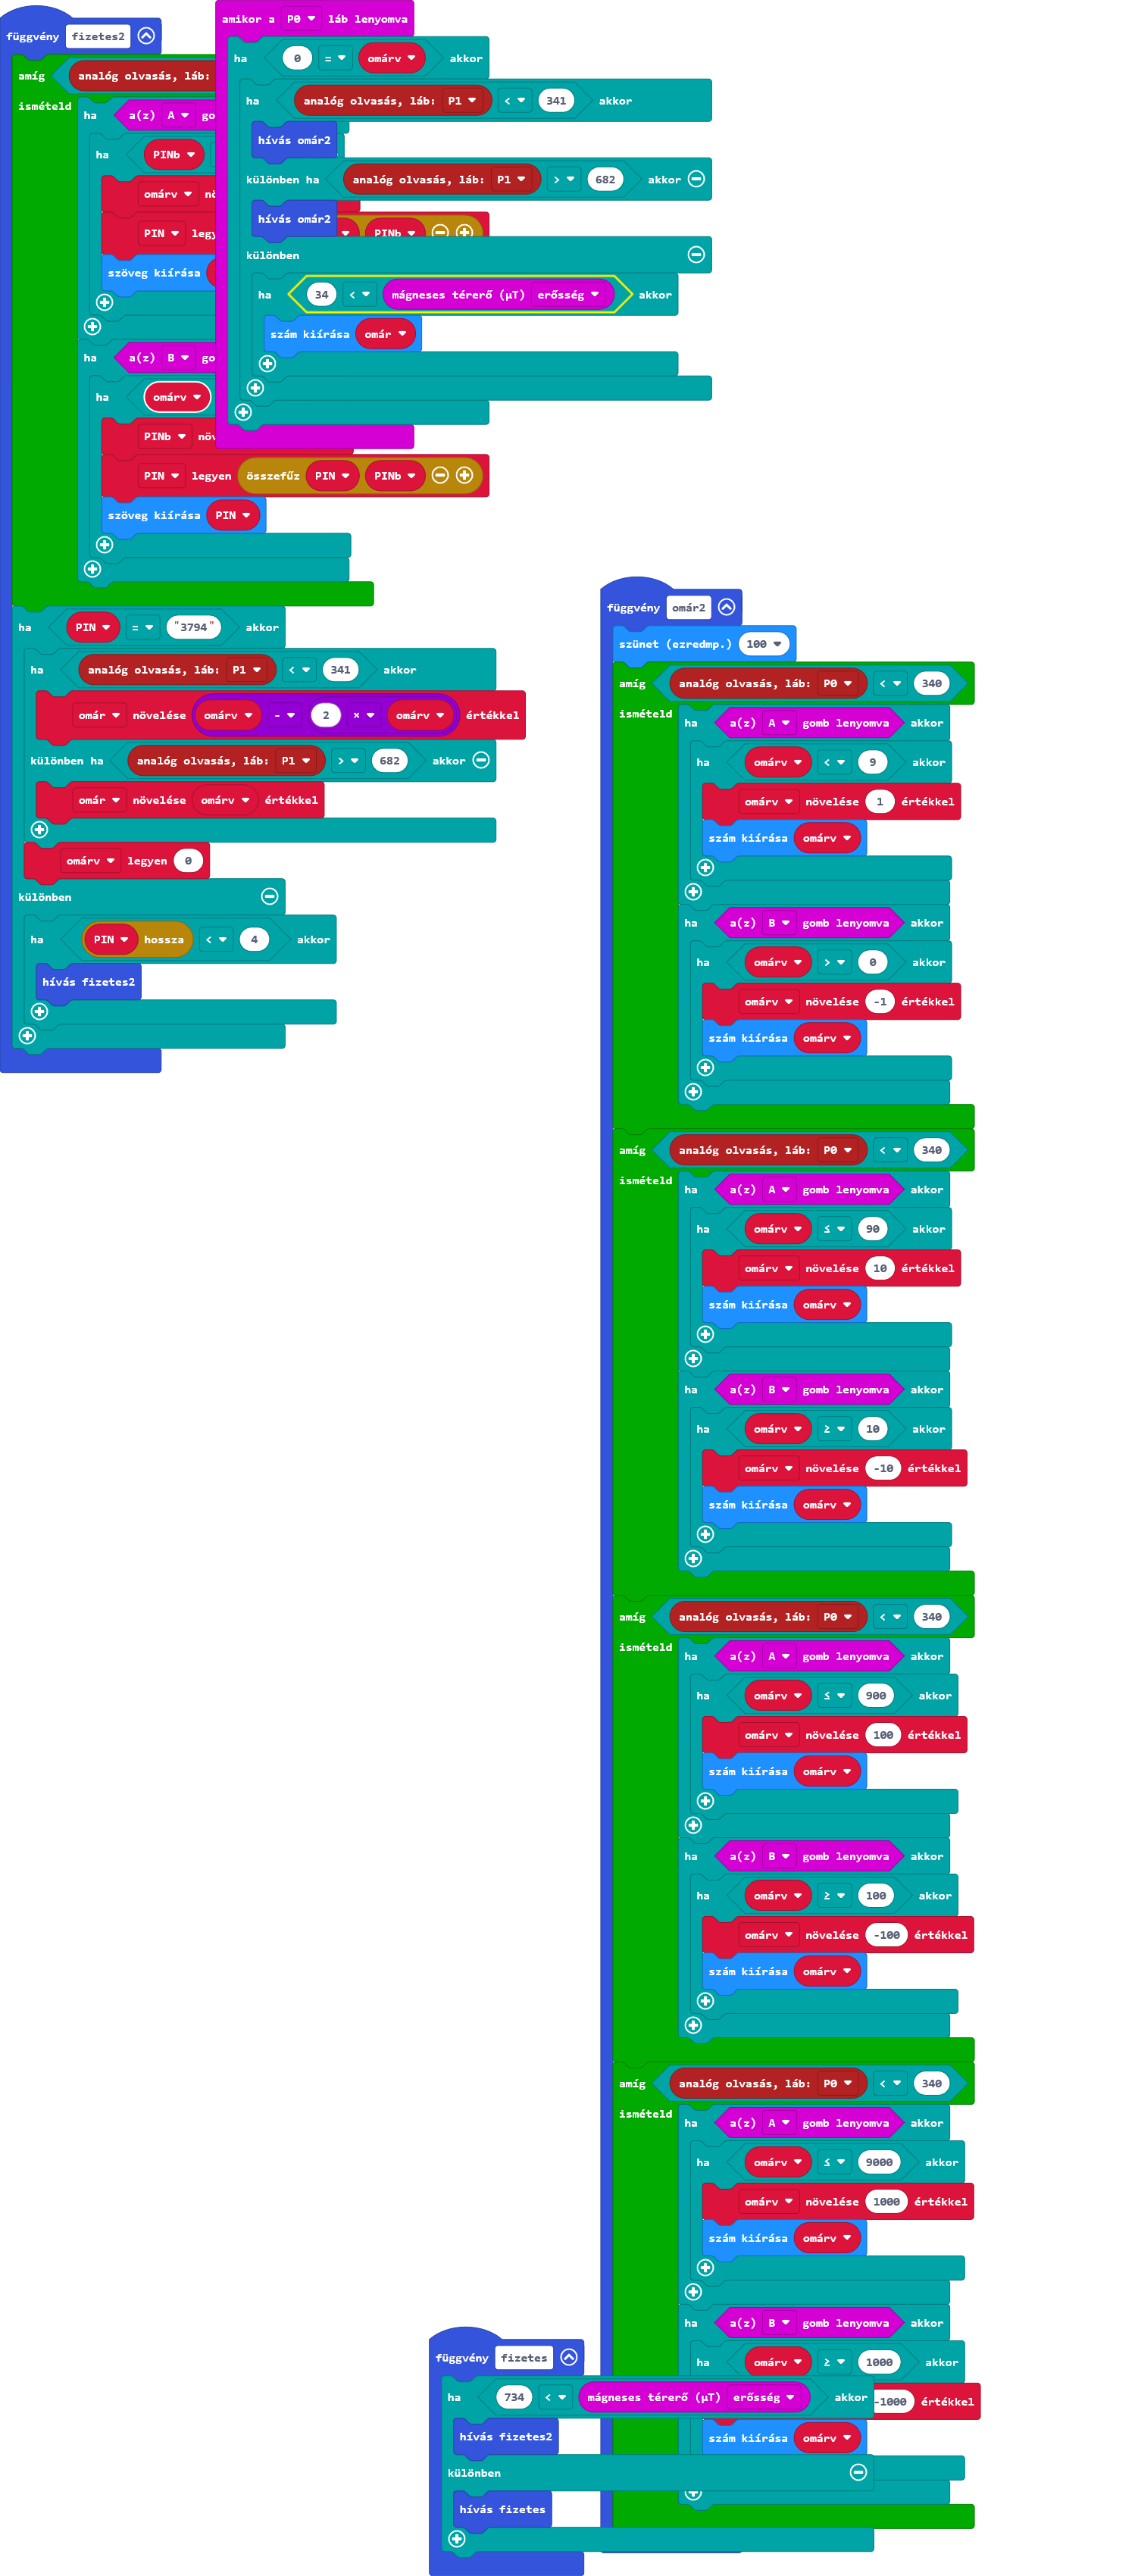 függvény fizetes2
amíg analóg olvasás, láb:
ismételd
ha a(z) A go
ha PINb
omárv nö
PIN legy
PINb
szöveg kiírása
ha a(z) B go
ha omárv
PINb növ
PIN legyen összefűz PIN PINb
szöveg kiírása PIN
ha PIN = "3794" akkor
ha analóg olvasás, láb: P1 < 341 akkor
omár növelése omárv - 2 × omárv értékkel
különben ha analóg olvasás, láb: P1 > 682 akkor
omár növelése omárv értékkel
omárv legyen 0
különben
ha PIN hossza < 4 akkor
hívás fizetes2
amikor a P0 láb lenyomva
ha 0 = omárv akkor
ha analóg olvasás, láb: P1 < 341 akkor
hívás omár2
különben ha analóg olvasás, láb: P1 > 682 akkor
hívás omár2
különben
ha 34 < mágneses térerő (µT) erősség akkor
szám kiírása omár
függvény omár2
szünet (ezredmp.) 100
amíg analóg olvasás, láb: P0 < 340
ismételd
ha a(z) A gomb lenyomva akkor
ha omárv < 9 akkor
omárv növelése 1 értékkel
szám kiírása omárv
ha a(z) B gomb lenyomva akkor
ha omárv > 0 akkor
omárv növelése -1 értékkel
szám kiírása omárv
amíg analóg olvasás, láb: P0 < 340
ismételd
ha a(z) A gomb lenyomva akkor
ha omárv ≤ 90 akkor
omárv növelése 10 értékkel
szám kiírása omárv
ha a(z) B gomb lenyomva akkor
ha omárv ≥ 10 akkor
omárv növelése -10 értékkel
szám kiírása omárv
amíg analóg olvasás, láb: P0 < 340
ismételd
ha a(z) A gomb lenyomva akkor
ha omárv ≤ 900 akkor
omárv növelése 100 értékkel
szám kiírása omárv
ha a(z) B gomb lenyomva akkor
ha omárv ≥ 100 akkor
omárv növelése -100 értékkel
szám kiírása omárv
amíg analóg olvasás, láb: P0 < 340
ismételd
ha a(z) A gomb lenyomva akkor
ha omárv ≤ 9000 akkor
omárv növelése 1000 értékkel
szám kiírása omárv
ha a(z) B gomb lenyomva akkor
ha omárv ≥ 1000 akkor
-1000 értékkel
szám kiírása omárv
függvény fizetes
ha 734 < mágneses térerő (µT) erősség akkor
hívás fizetes2
különben
hívás fizetes